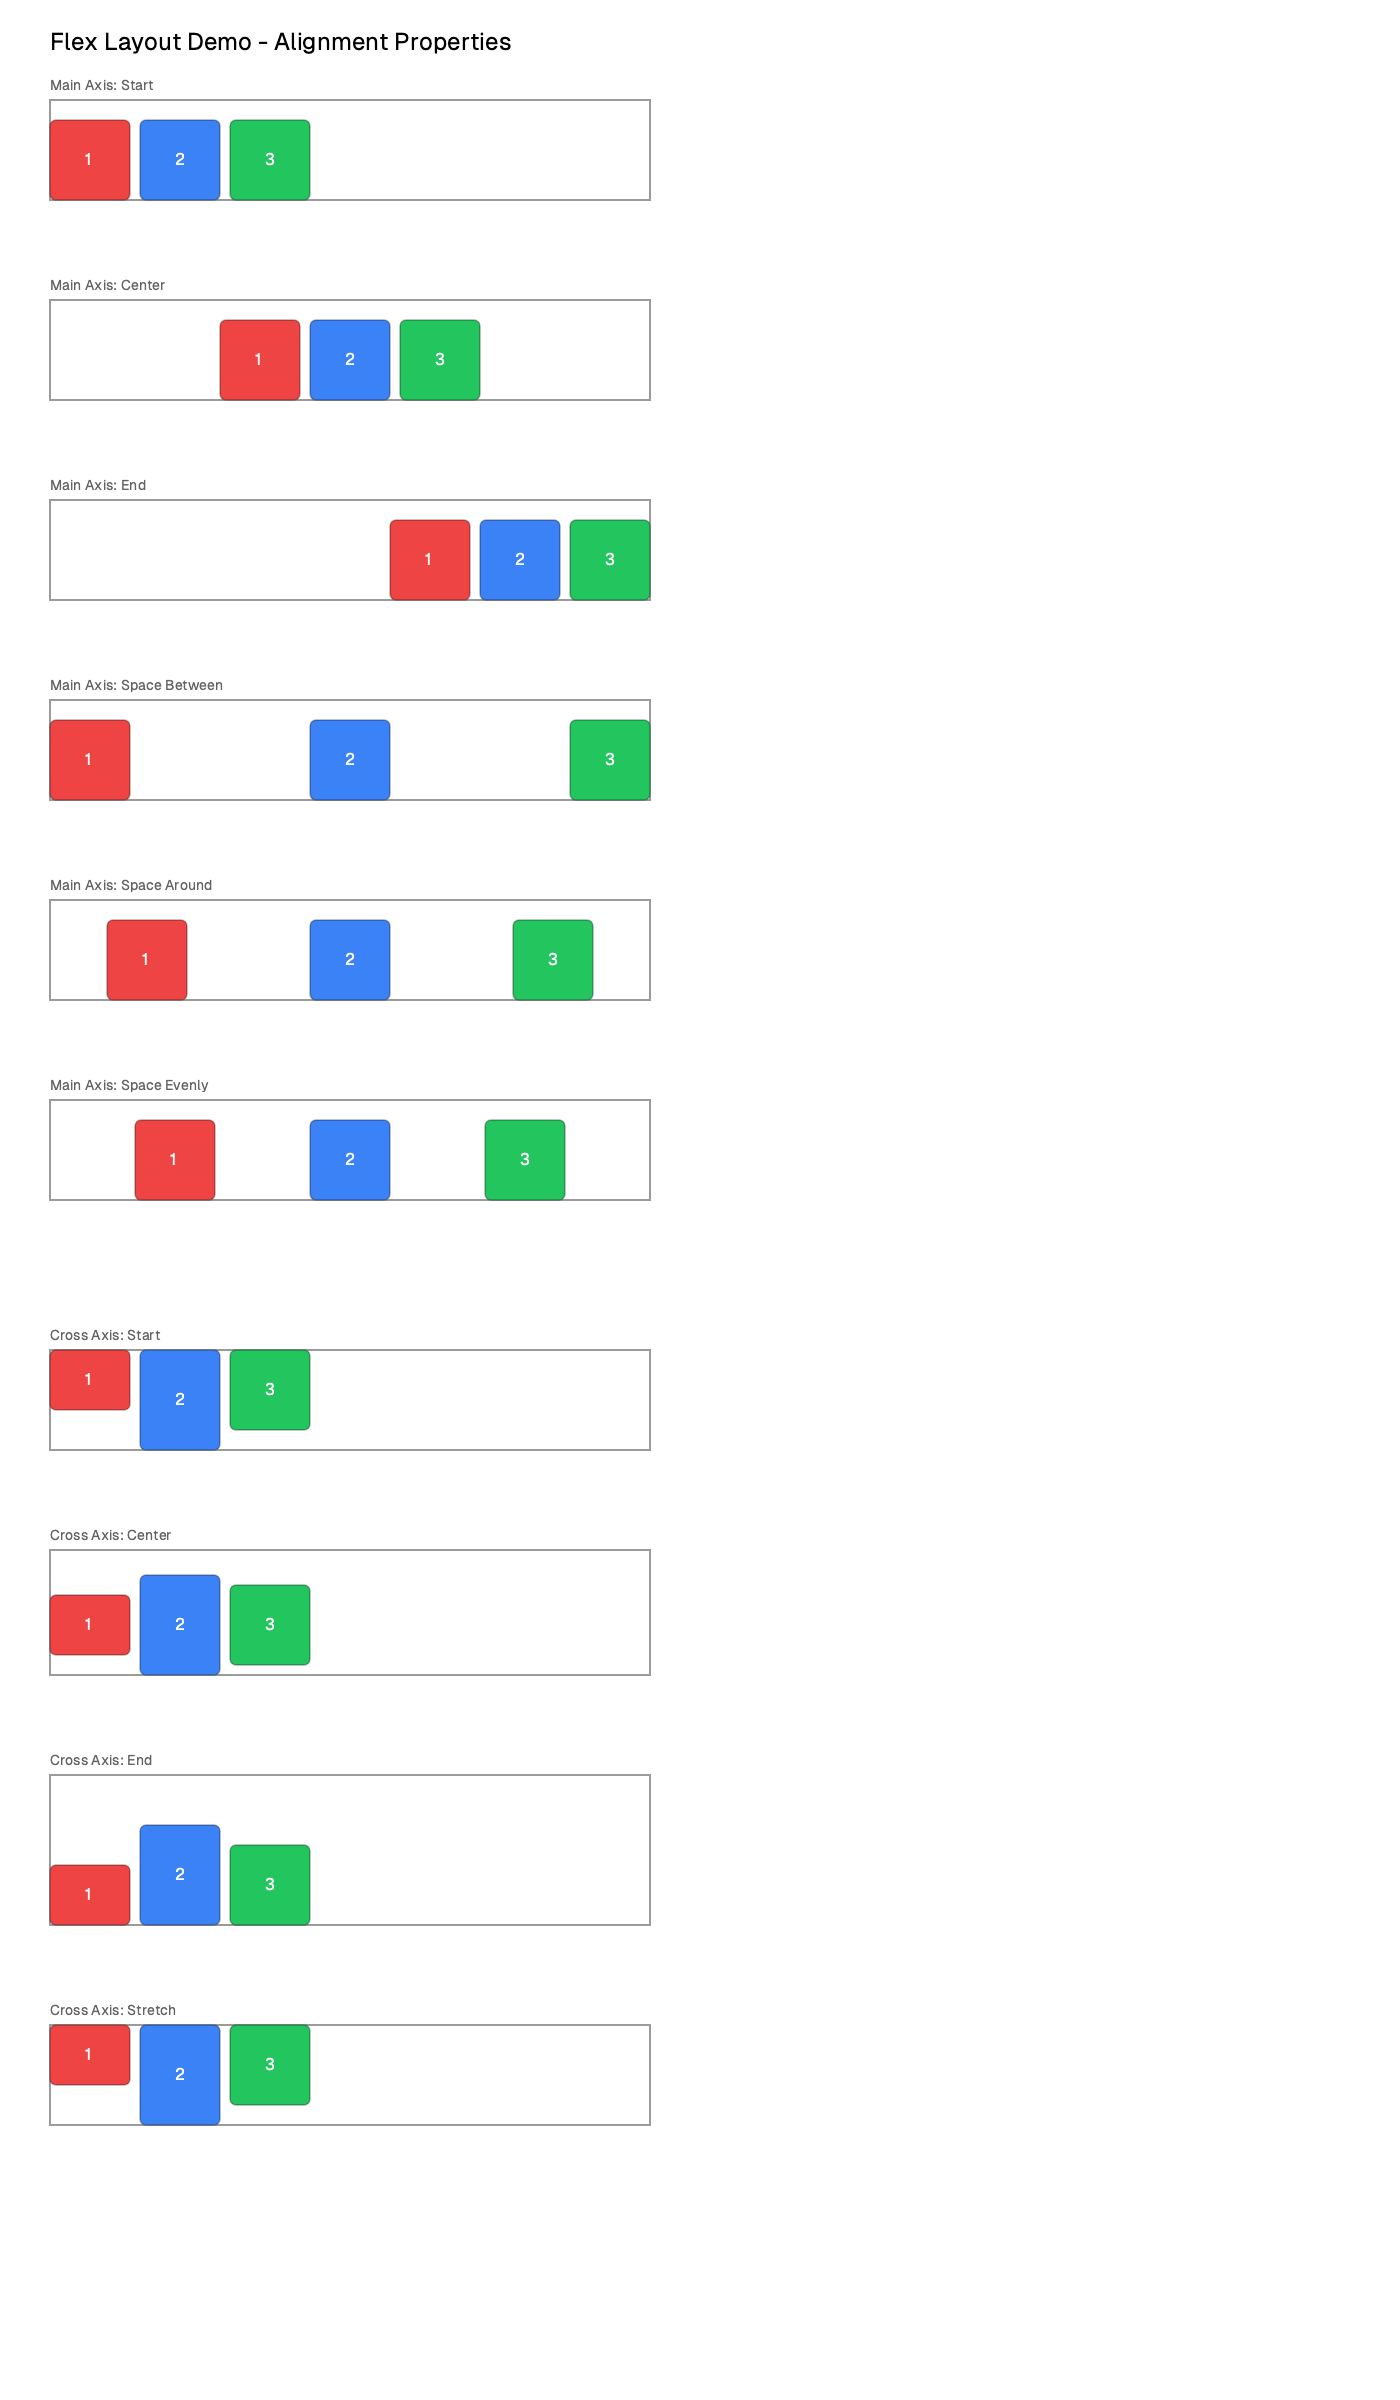 Flex Layout Demo - Alignment Properties
Main Axis: Start
1 2 3
Main Axis: Center
1 2 3
Main Axis: End
1 2 3
Main Axis: Space Between
1 2 3
Main Axis: Space Around
1 2 3
Main Axis: Space Evenly
1 2 3
Cross Axis: Start
1 2 3
Cross Axis: Center
1 2 3
Cross Axis: End
1 2 3
Cross Axis: Stretch
1 2 3